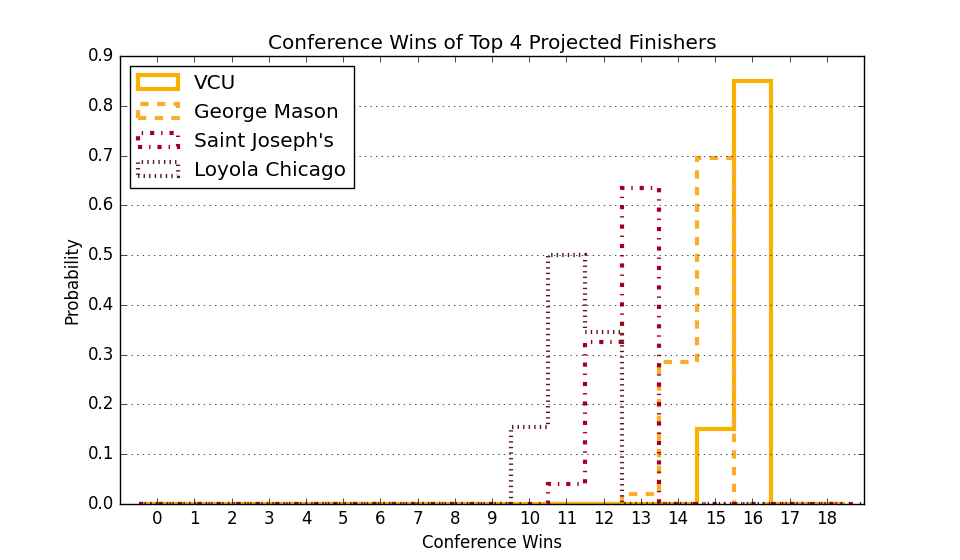 Conference Wins of Top 4 Projected Finishers
VCU
George Mason
Saint Joseph's
Loyola Chicago
Probability
0.9
0.8
0.7
0.6
0.5
0.4
0.3
0.2
0.1
0.0
0 1 2 3 4 5 6 7 8 9 10 11 12 13 14 15 16 17 18
Conference Wins